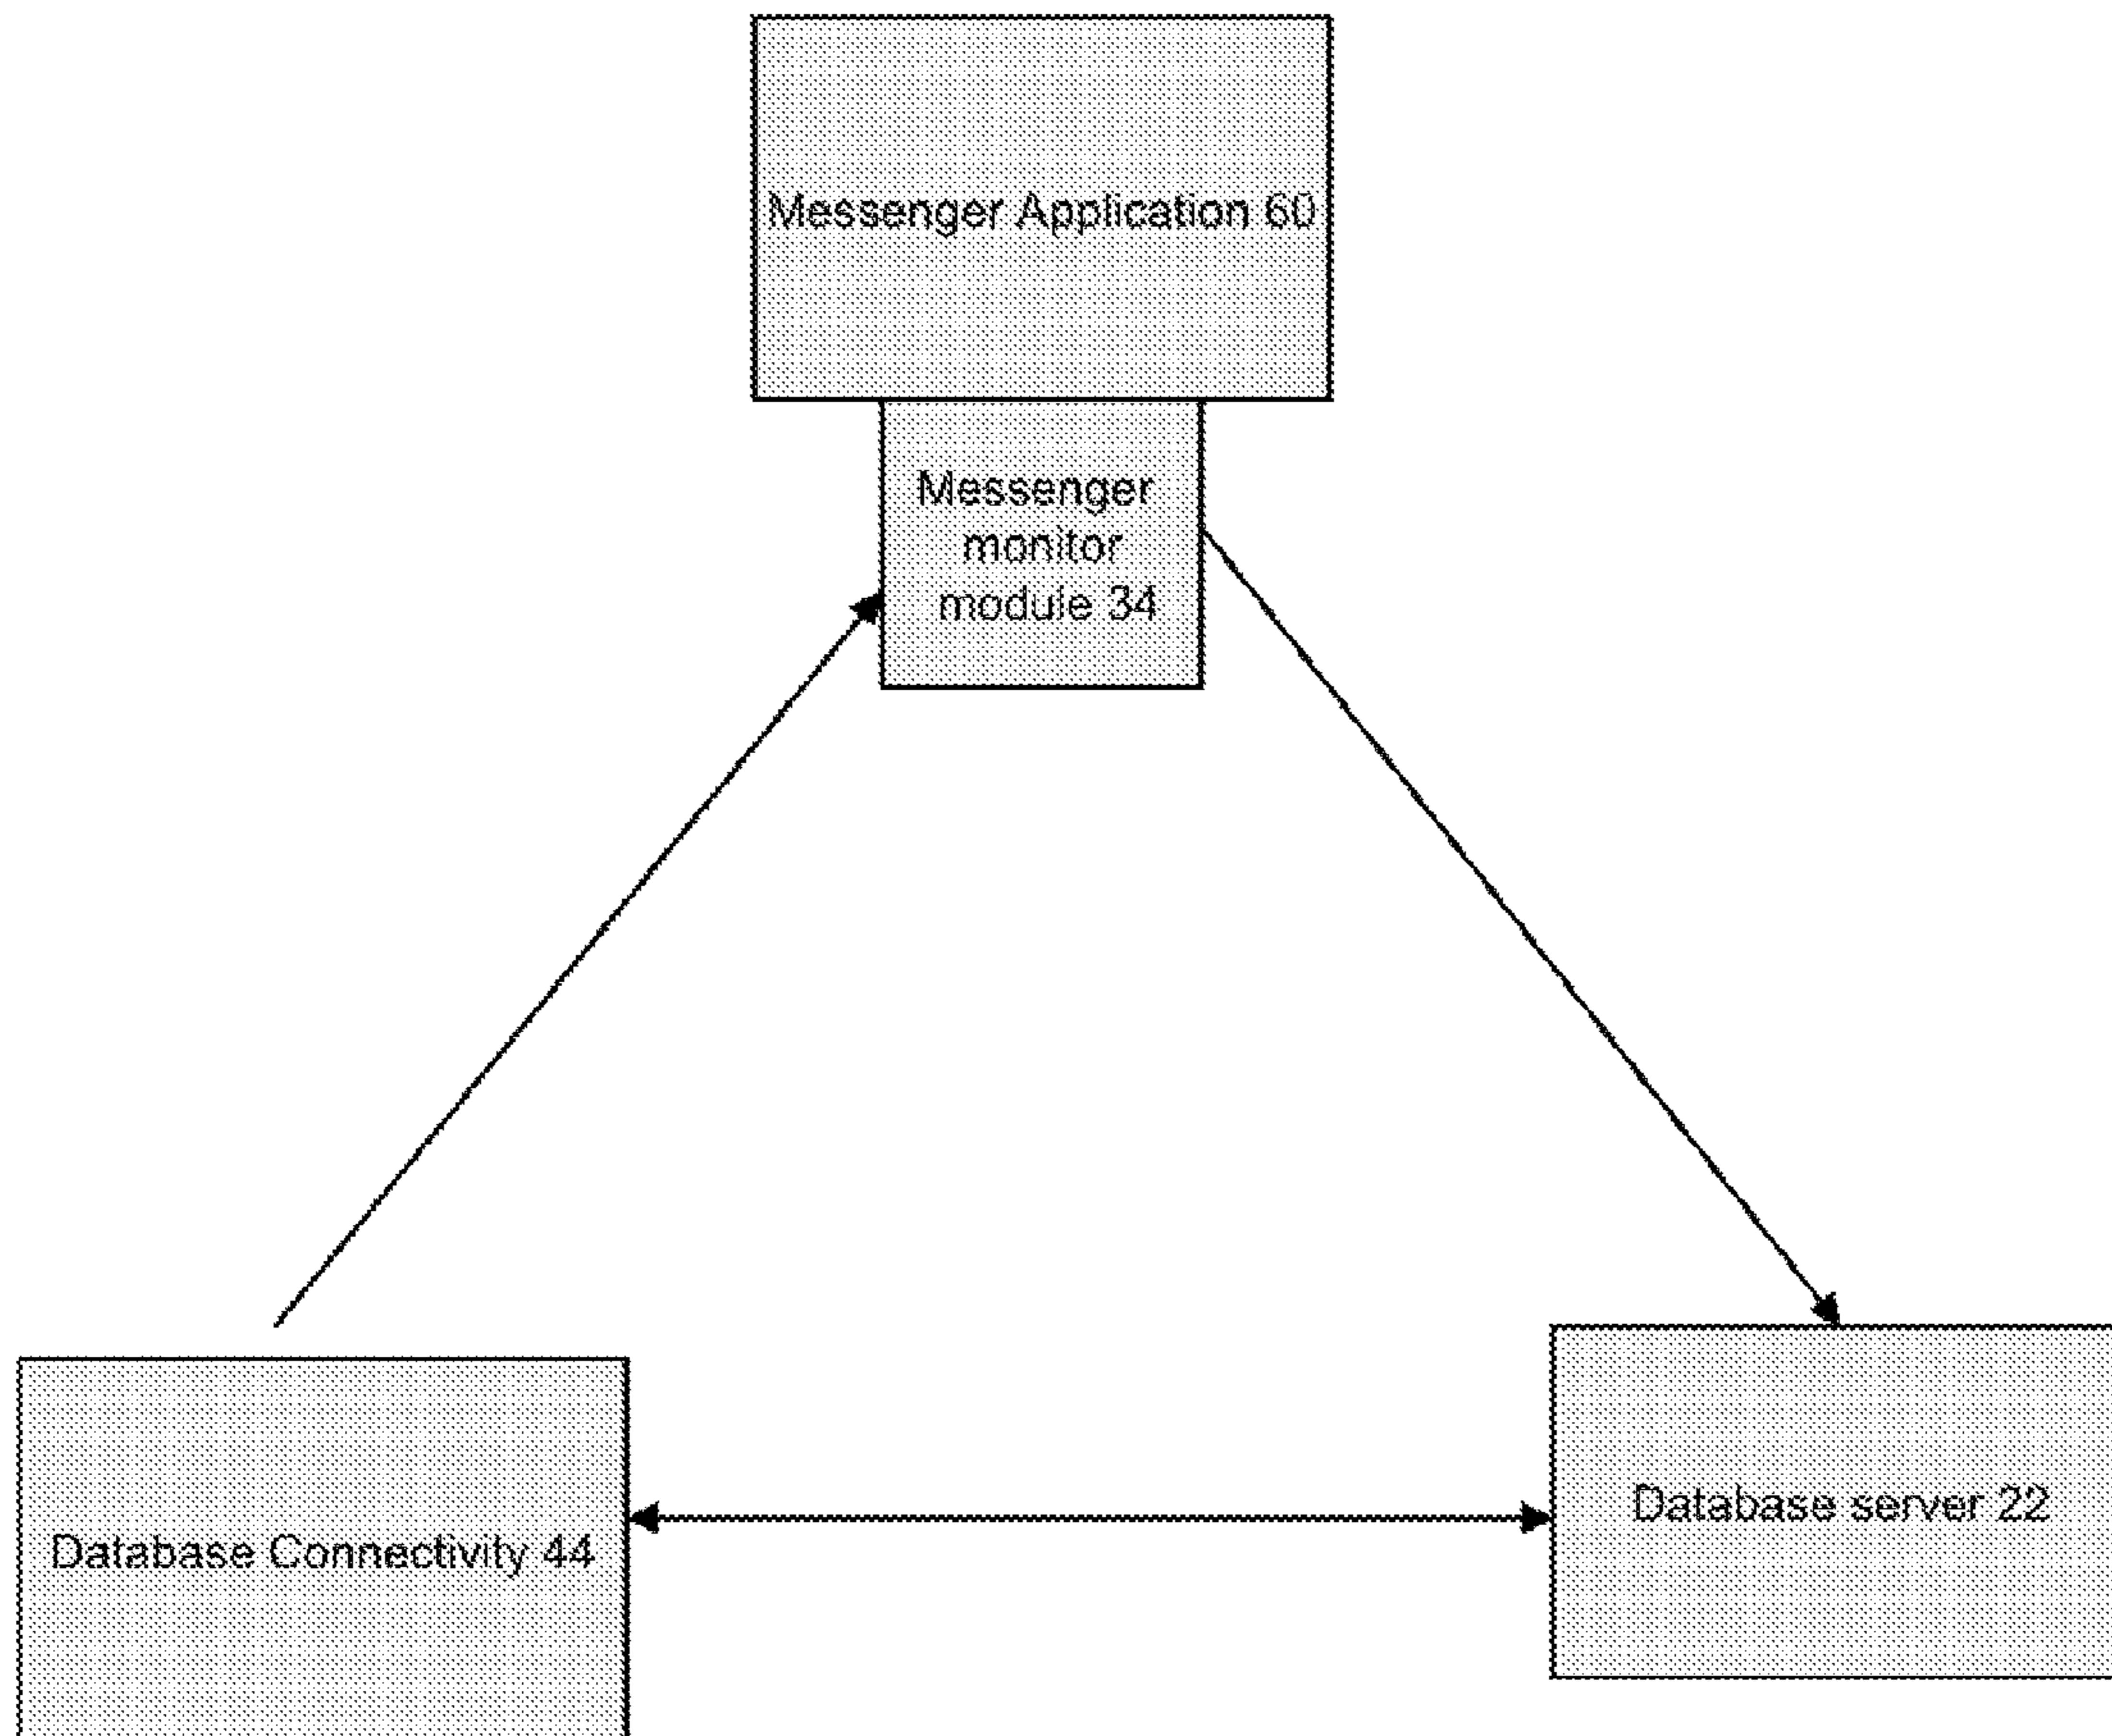 Messenger Application 60
Messenger
monitor
module 34
Database Connectivity 44
Database server 22